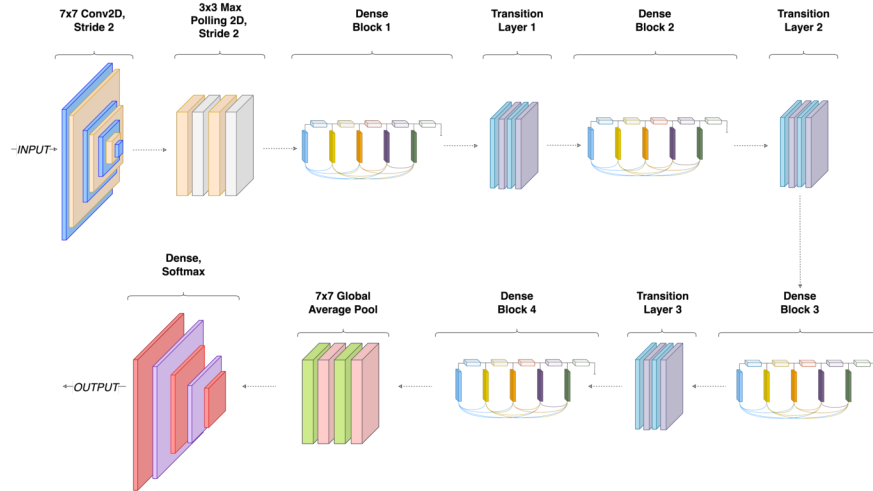 7x7 Conv2D,
Stride 2
3x3 Max
Polling 2D,
Stride 2
Dense
Block 1
Transition
Layer 1
Dense
Block 2
Transition
Layer 2
INPUT
Dense,
Softmax
7x7 Global
Average Pool
Dense
Block 4
Transition
Layer 3
Dense
Block 3
OUTPUT